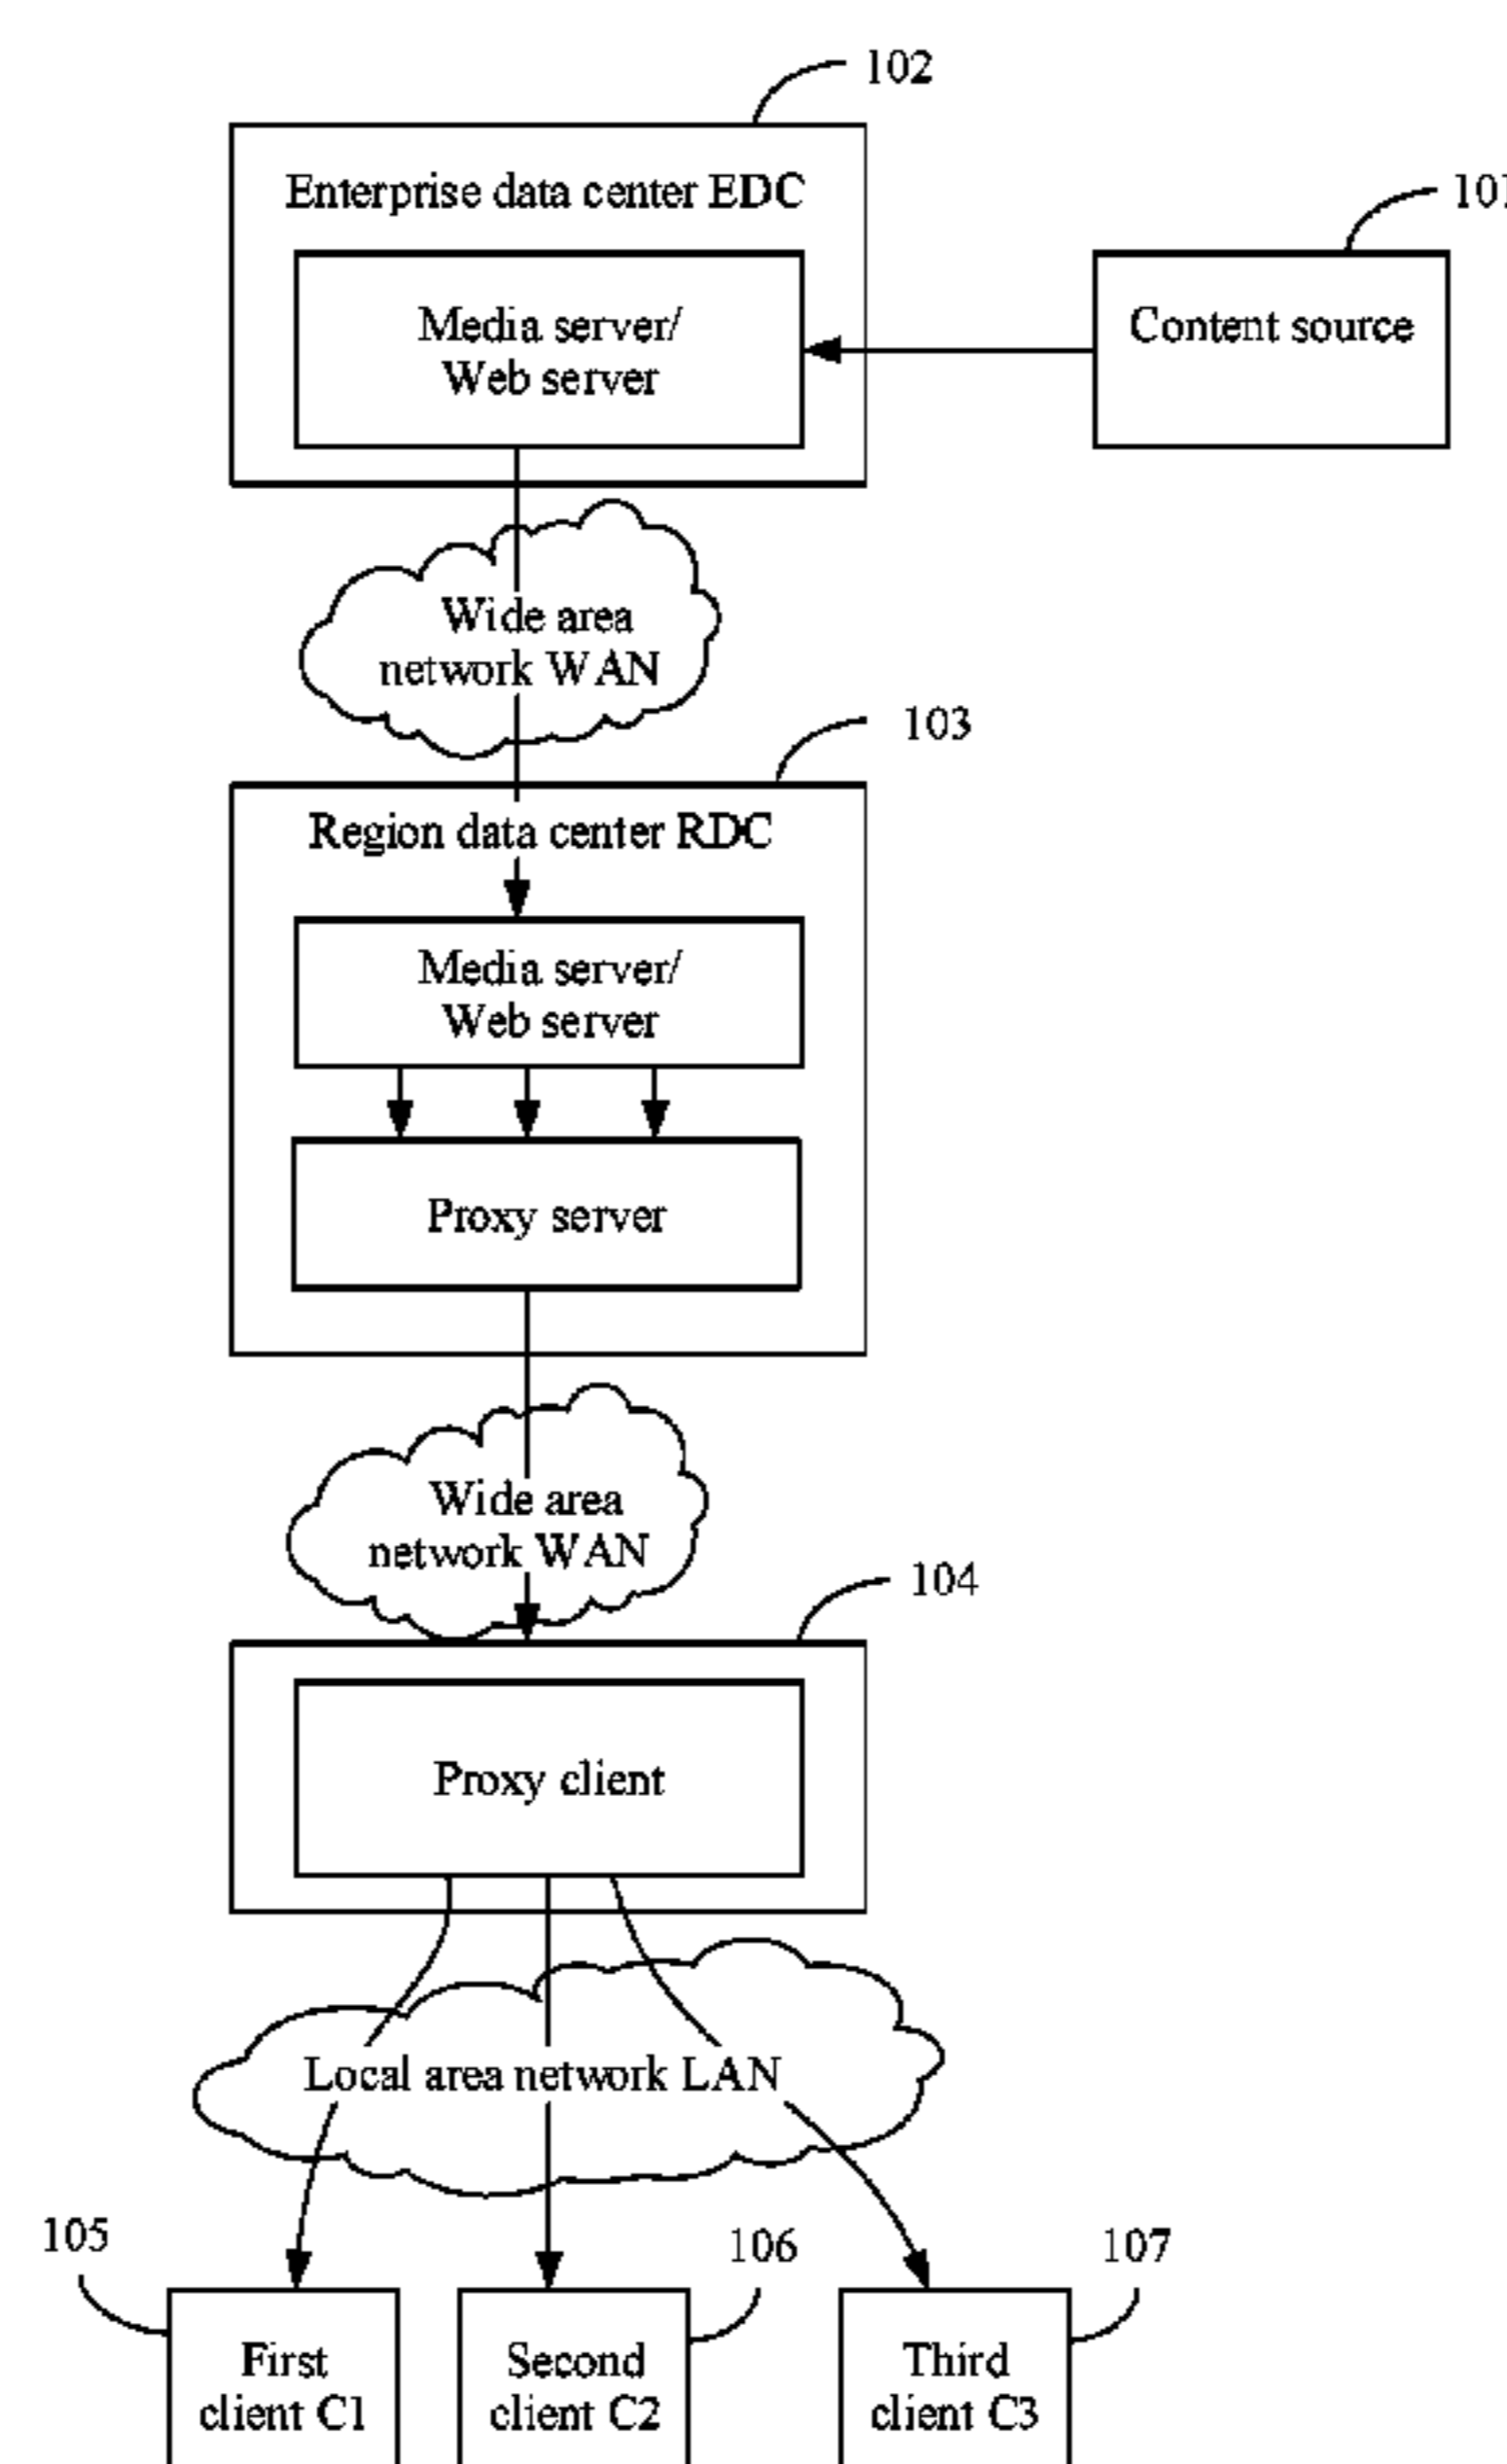 102
Enterprise data center EDC
101
Media server/
Web server
Content source
Wide area
network WAN
103
Region data center RDC
Media server/
Web server
Proxy server
Wide area
network WAN
104
Proxy client
Local area network LAN
105
106
107
First
client C1
Second
client C2
Third
client C3